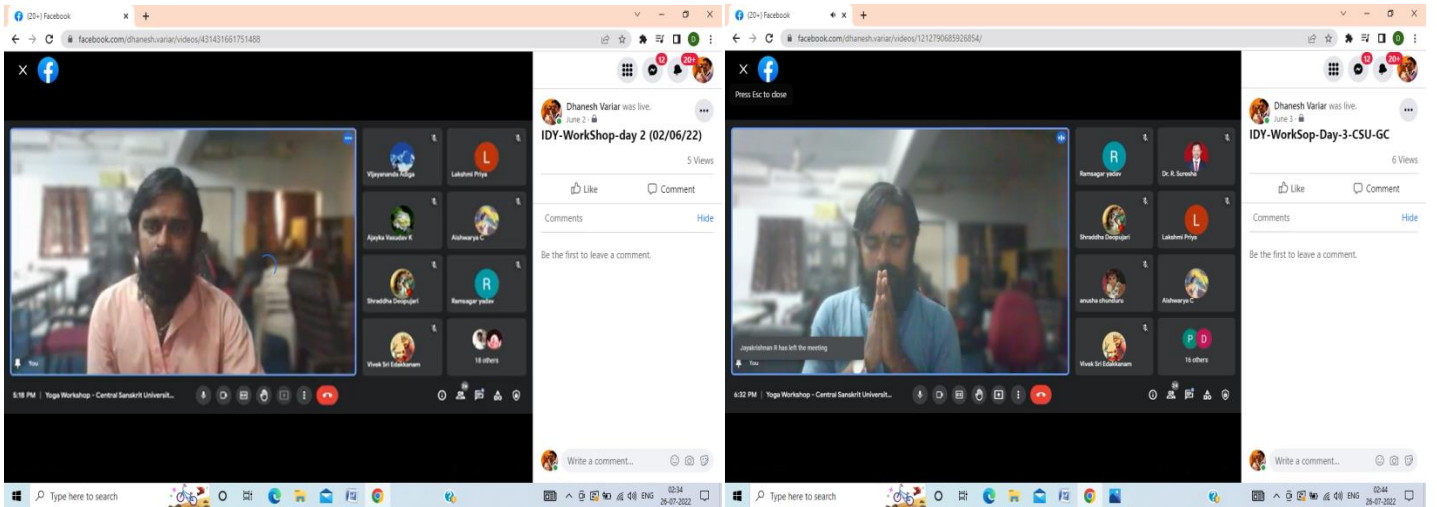 (20+) Facebook
facebook.com/dhanesh.variar/videos/431431661751488
12
20+
Dhanesh Variar was live.
June 2
IDY-WorkShop-day 2 (02/06/22)
5 Views
Like
Comment
Comments
Hide
Be the first to leave a comment.
Vijayananda Adiga
L
Lakshmi Priya
Ajayka Vasudev K
Aishwarya C
Shraddha Deopujari
R
Ramsagar yadav
Vivek Sri Edakkanam
18 others
You
5:18 PM | Yoga Workshop - Central Sanskrit Universit...
Write a comment...
Type here to search
ENG
02:34
26-07-2022
(20+) Facebook
facebook.com/dhanesh.variar/videos/1212790685926854/
Press Esc to close
12
20+
Dhanesh Variar was live.
June 3
IDY-WorkSop-Day-3-CSU-GC
6 Views
Like
Comment
Comments
Hide
Be the first to leave a comment.
R
Ramsagar yadav
Dr. R. Suresha
Shraddha Deopujari
L
Lakshmi Priya
anusha chunduru
Aishwarya C
Vivek Sri Edakkanam
P D
16 others
Jayakrishnan R has left the meeting
You
6:32 PM | Yoga Workshop - Central Sanskrit Universit...
Write a comment...
Type here to search
ENG
02:44
26-07-2022